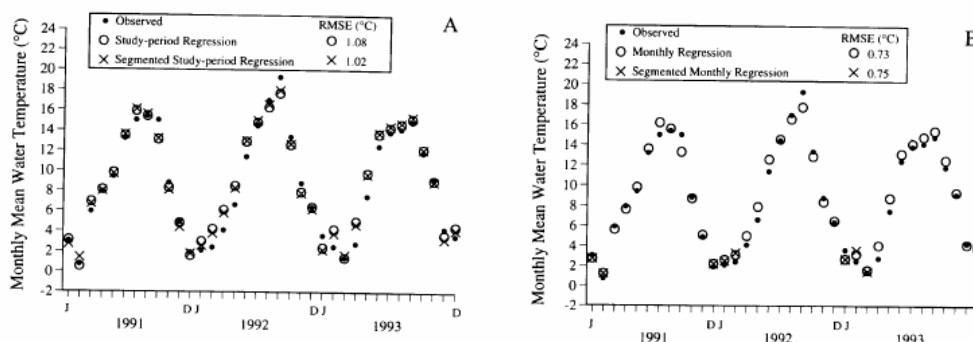 A
Observed RMSE (°C)
Study-period Regression 1.08
Segmented Study-period Regression 1.02
Monthly Mean Water Temperature (°C)
24
22
20
18
16
14
12
10
8
6
4
2
0
-2
J D J D J D
1991 1992 1993
Observed RMSE (°C)
Monthly Regression 0.73
Segmented Monthly Regression 0.75
Monthly Mean Water Temperature (°C)
24
22
20
18
16
14
12
10
8
6
4
2
0
-2
J D J D J
1991 1992 1993